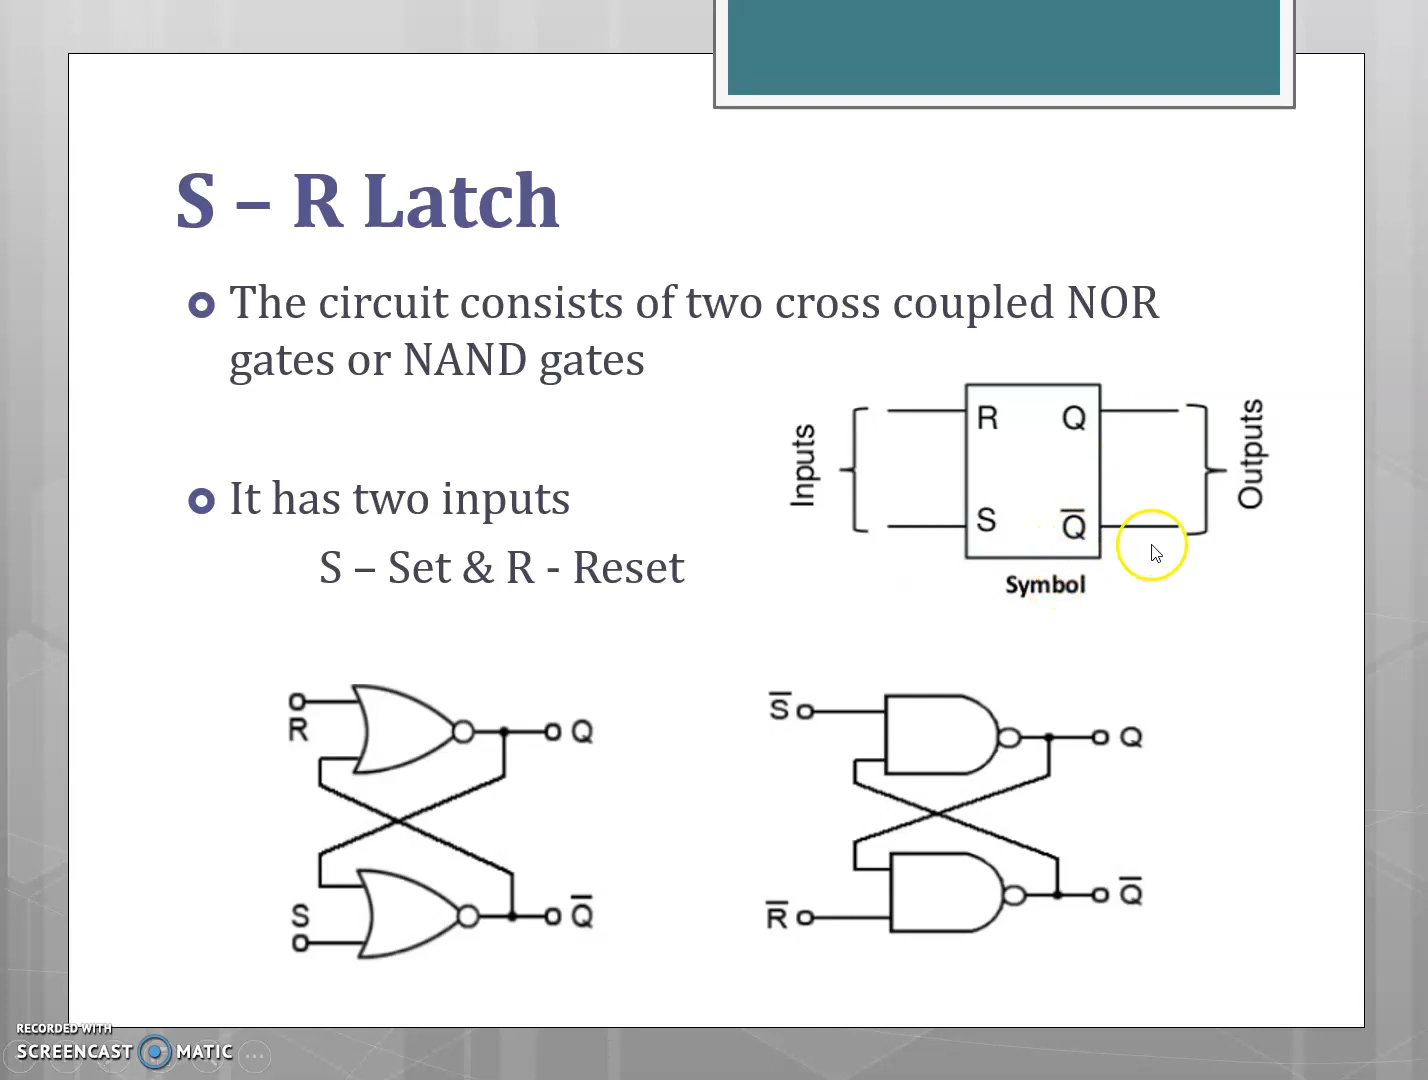 S – R Latch
The circuit consists of two cross coupled NOR
gates or NAND gates
It has two inputs
S – Set & R - Reset
Inputs
R Q
S Q̅
Outputs
Symbol
R
Q
S
Q̅
S̅
Q
R̅
Q̅
RECORDED WITH
SCREENCAST MATIC